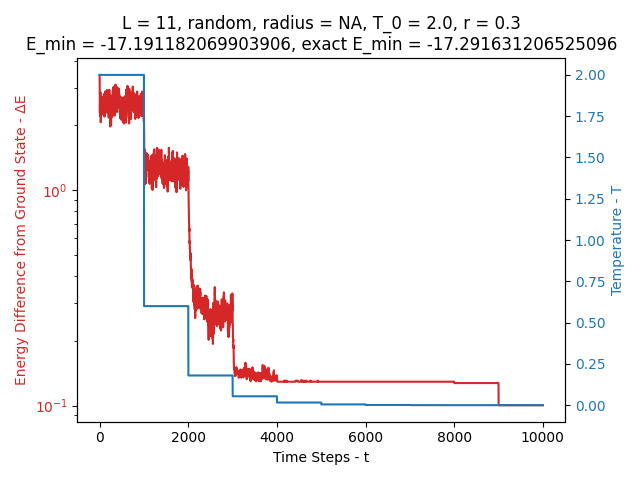 L = 11, random, radius = NA, T_0 = 2.0, r = 0.3
E_min = -17.191182069903906, exact E_min = -17.291631206525096
Energy Difference from Ground State - ΔE
10⁰
10⁻¹
2.00
1.75
1.50
1.25
1.00
0.75
0.50
0.25
0.00
Temperature - T
0 2000 4000 6000 8000 10000
Time Steps - t